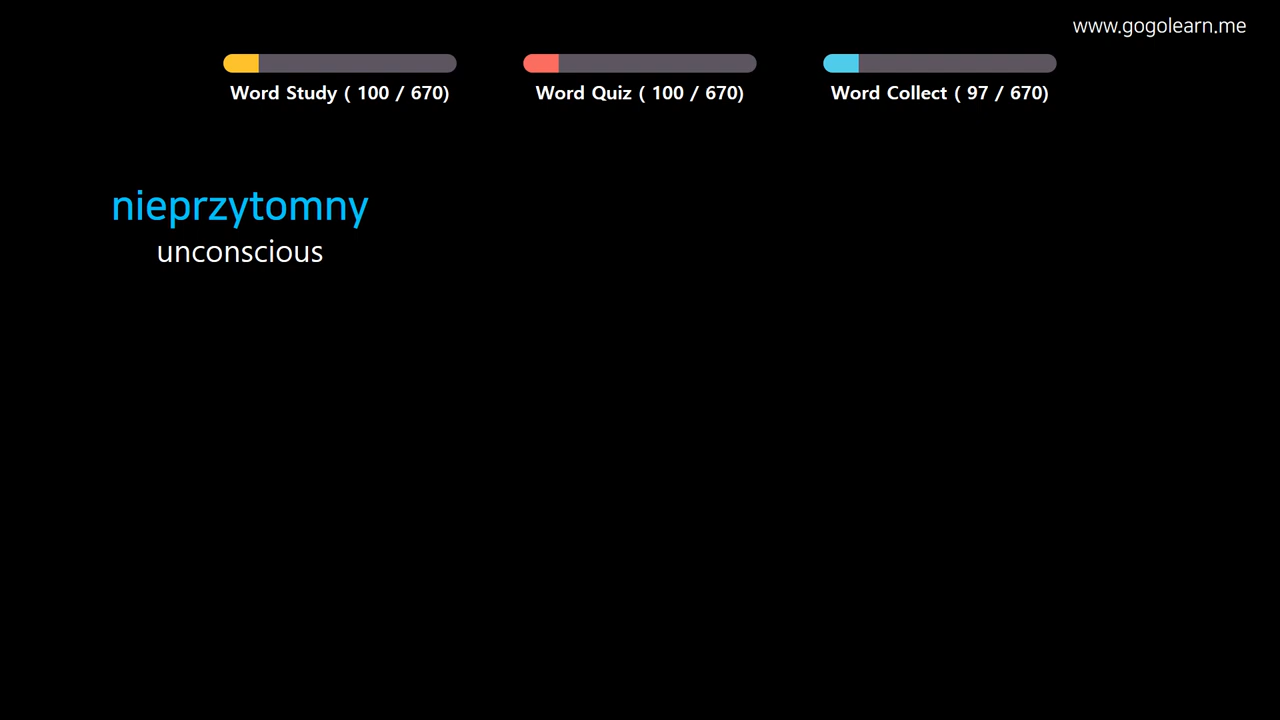 www.gogolearn.me
Word Study ( 100 / 670)
Word Quiz ( 100 / 670)
Word Collect ( 97 / 670)
nieprzytomny
unconscious